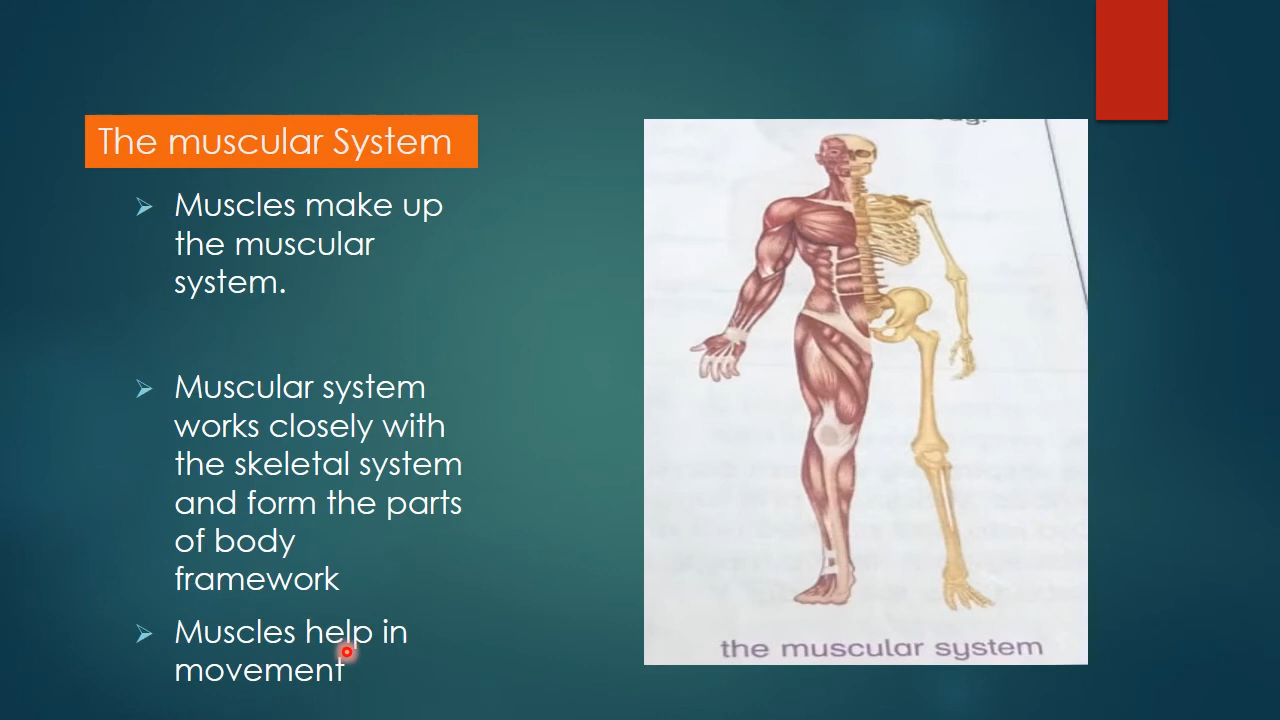 The muscular System
Muscles make up
the muscular
system.
Muscular system
works closely with
the skeletal system
and form the parts
of body
framework
Muscles help in
movement
the muscular system